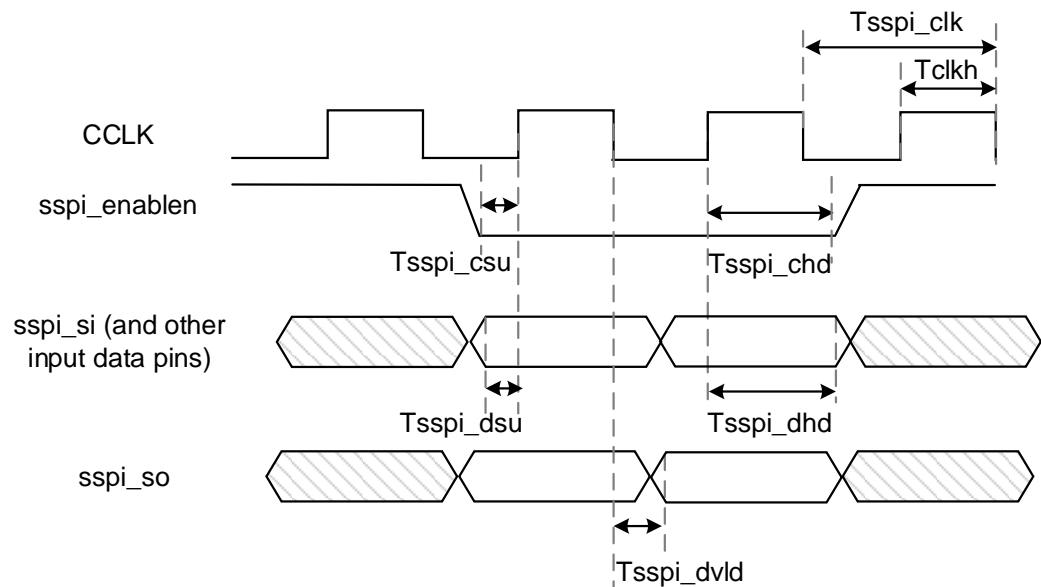 Tsspi_clk
Tclkh
CCLK
sspi_enablen
Tsspi_csu
Tsspi_chd
sspi_si (and other
input data pins)
Tsspi_dsu
Tsspi_dhd
sspi_so
Tsspi_dvld